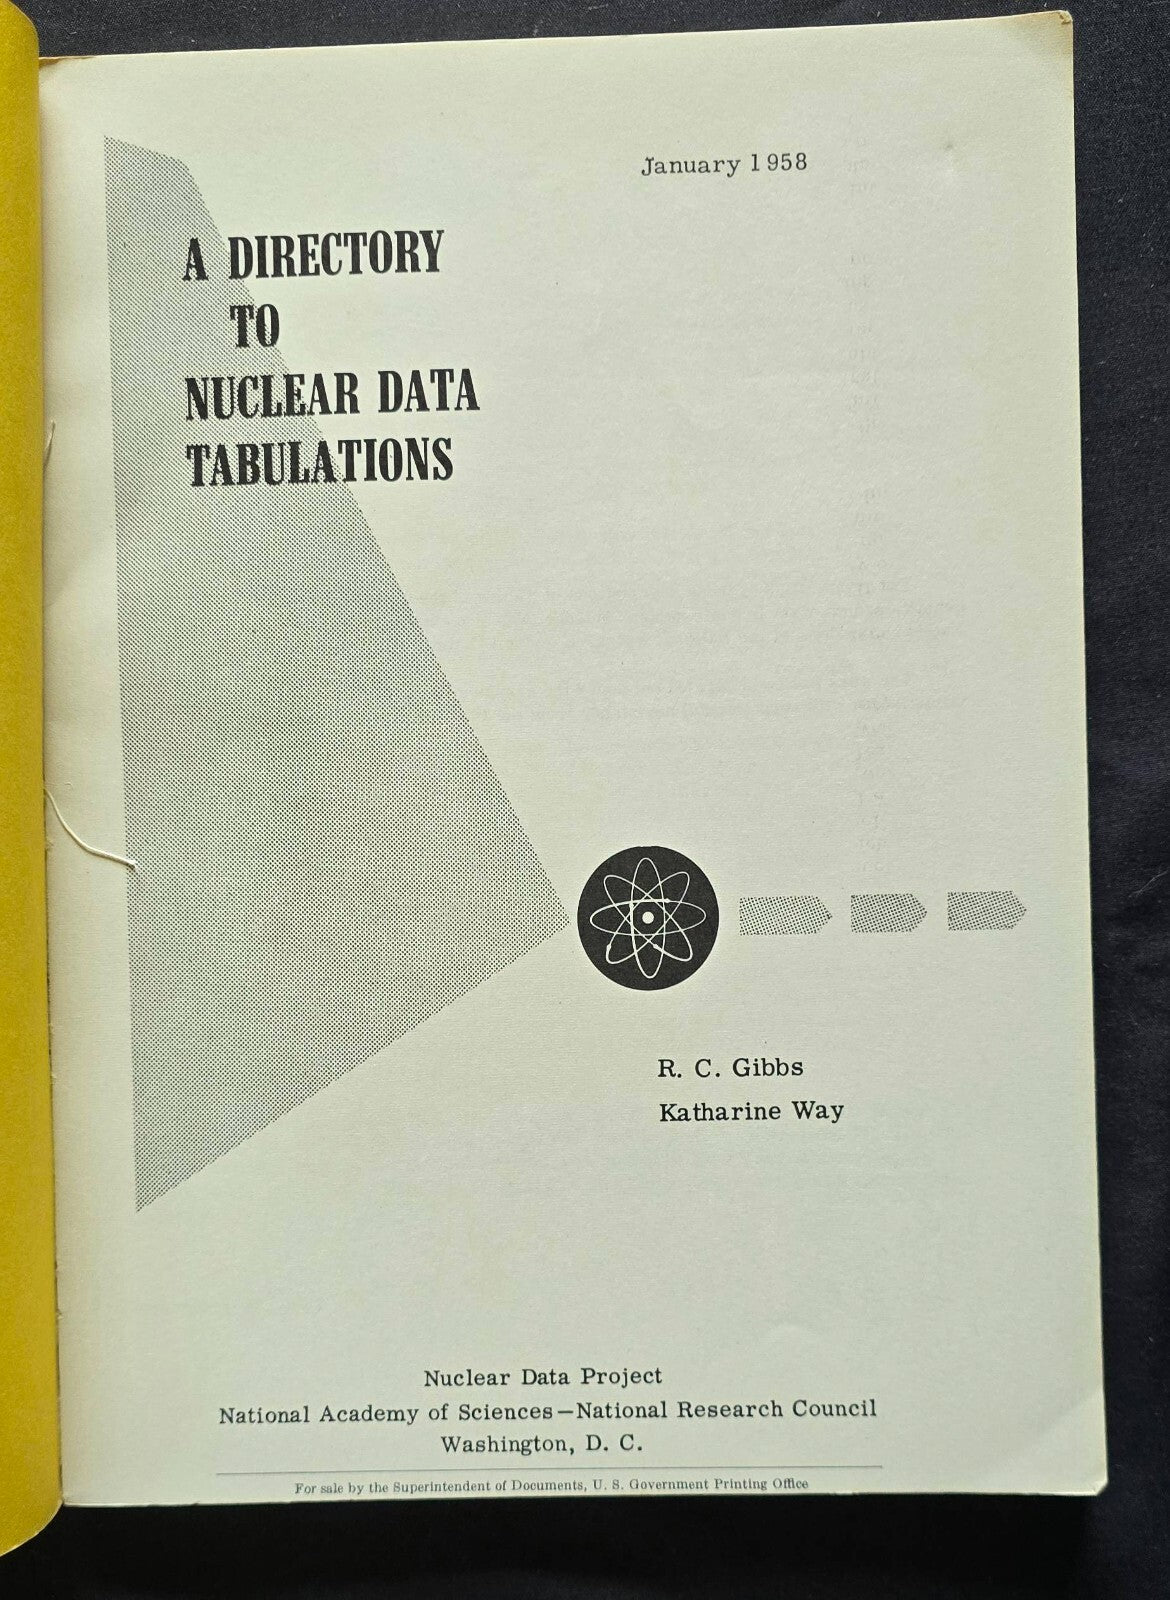 January 1958
A DIRECTORY
TO
NUCLEAR DATA
TABULATIONS
R. C. Gibbs
Katharine Way
Nuclear Data Project
National Academy of Sciences—National Research Council
Washington, D. C.
For sale by the Superintendent of Documents, U. S. Government Printing Office